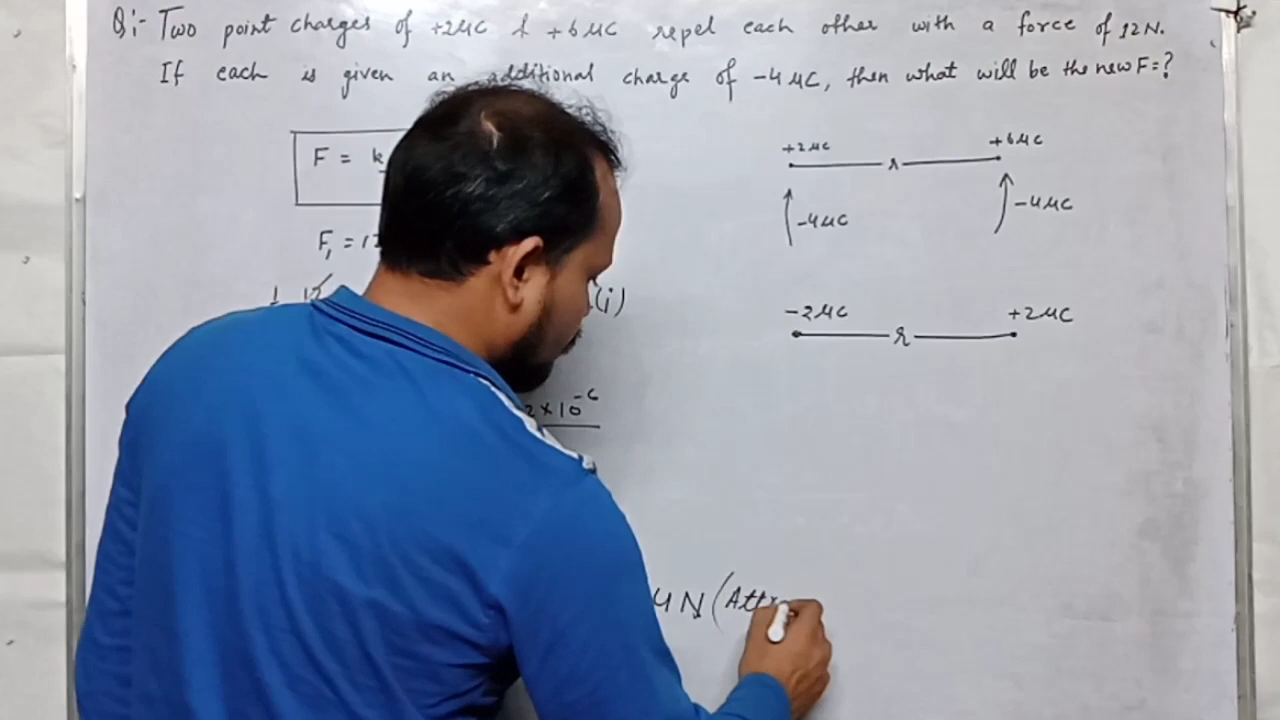 Q:- Two point charges of +2μC & +6μC repel each other with a force of 12N.
If each is given an additional charge of -4μC, then what will be the new F=?
F = k
+2μC r +6μC
-4μC -4μC
F₁ = 12
(i)
-2μC r +2μC
2×10⁻⁶
4N (Att